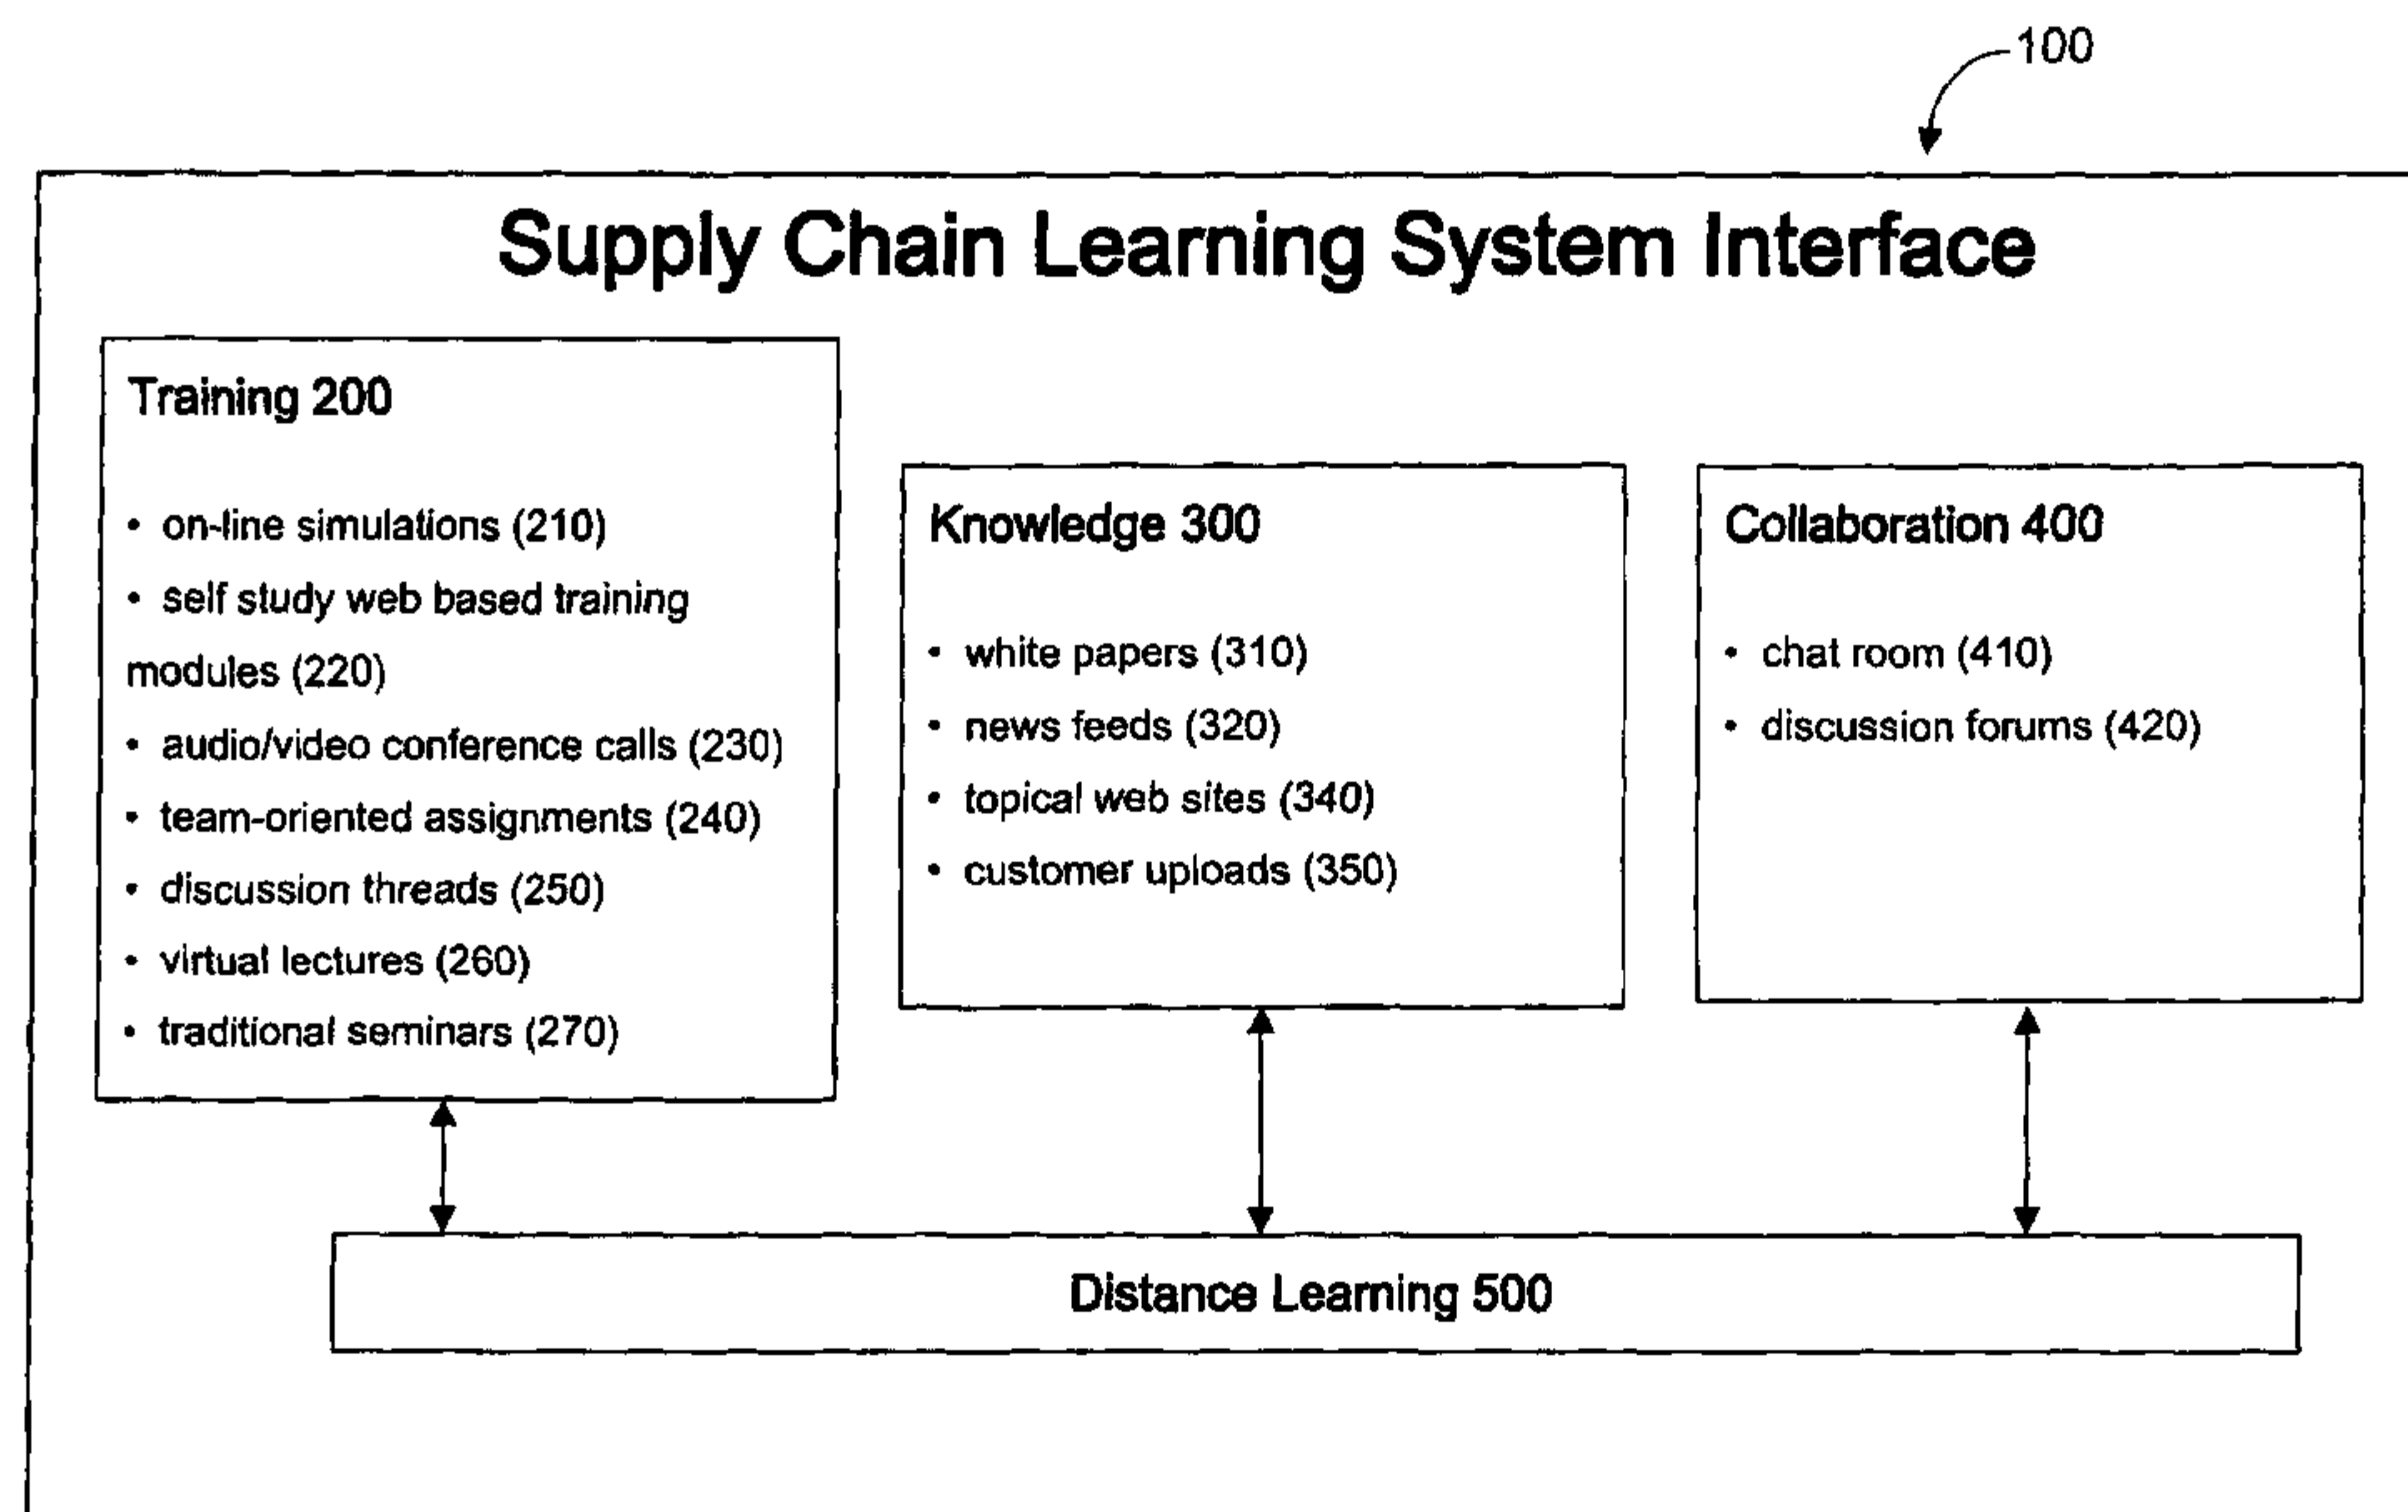 100
Supply Chain Learning System Interface
Training 200
• on-line simulations (210)
• self study web based training
modules (220)
• audio/video conference calls (230)
• team-oriented assignments (240)
• discussion threads (250)
• virtual lectures (260)
• traditional seminars (270)
Knowledge 300
• white papers (310)
• news feeds (320)
• topical web sites (340)
• customer uploads (350)
Collaboration 400
• chat room (410)
• discussion forums (420)
Distance Learning 500